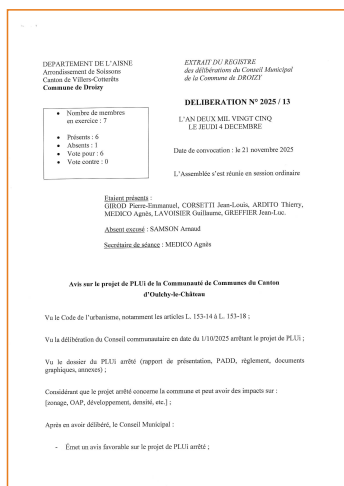 DEPARTEMENT DE L'AISNE
Arrondissement de Soissons
Canton de Villers-Cotterêts
Commune de Droizy
EXTRAIT DU REGISTRE
des délibérations du Conseil Municipal
de la Commune de DROIZY
DELIBERATION N° 2025 / 13
• Nombre de membres
en exercice : 7
• Présents : 6
• Absents : 1
• Vote pour : 6
• Vote contre : 0
L'AN DEUX MIL VINGT CINQ
LE JEUDI 4 DECEMBRE
Date de convocation : le 21 novembre 2025
L'Assemblée s'est réunie en session ordinaire
Etaient présents :
GIROD Pierre-Emmanuel, CORSETTI Jean-Louis, ARDITO Thierry,
MEDICO Agnès, LAVOISIER Guillaume, GREFFIER Jean-Luc.
Absent excusé : SAMSON Arnaud
Secrétaire de séance : MEDICO Agnès
Avis sur le projet de PLUi de la Communauté de Communes du Canton
d'Oulchy-le-Château
Vu le Code de l'urbanisme, notamment les articles L. 153-14 à L. 153-18 ;
Vu la délibération du Conseil communautaire en date du 1/10/2025 arrêtant le projet de PLUi ;
Vu le dossier du PLUi arrêté (rapport de présentation, PADD, règlement, documents
graphiques, annexes) ;
Considérant que le projet arrêté concerne la commune et peut avoir des impacts sur :
[zonage, OAP, développement, densité, etc.] ;
Après en avoir délibéré, le Conseil Municipal :
- Émet un avis favorable sur le projet de PLUi arrêté ;